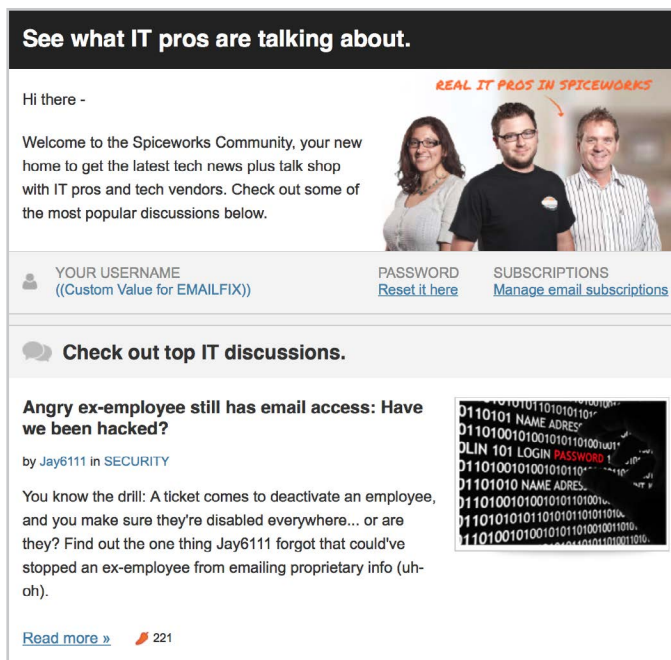 See what IT pros are talking about.
REAL IT PROS IN SPICEWORKS
Hi there -
Welcome to the Spiceworks Community, your new
home to get the latest tech news plus talk shop
with IT pros and tech vendors. Check out some of
the most popular discussions below.
YOUR USERNAME
((Custom Value for EMAILFIX))
PASSWORD
Reset it here
SUBSCRIPTIONS
Manage email subscriptions
Check out top IT discussions.
Angry ex-employee still has email access: Have
we been hacked?
by Jay6111 in SECURITY
You know the drill: A ticket comes to deactivate an employee,
and you make sure they're disabled everywhere... or are
they? Find out the one thing Jay6111 forgot that could've
stopped an ex-employee from emailing proprietary info (uh-
oh).
Read more »
221
NAME ADRES
LOGIN PASSWORD
NAME ADRES